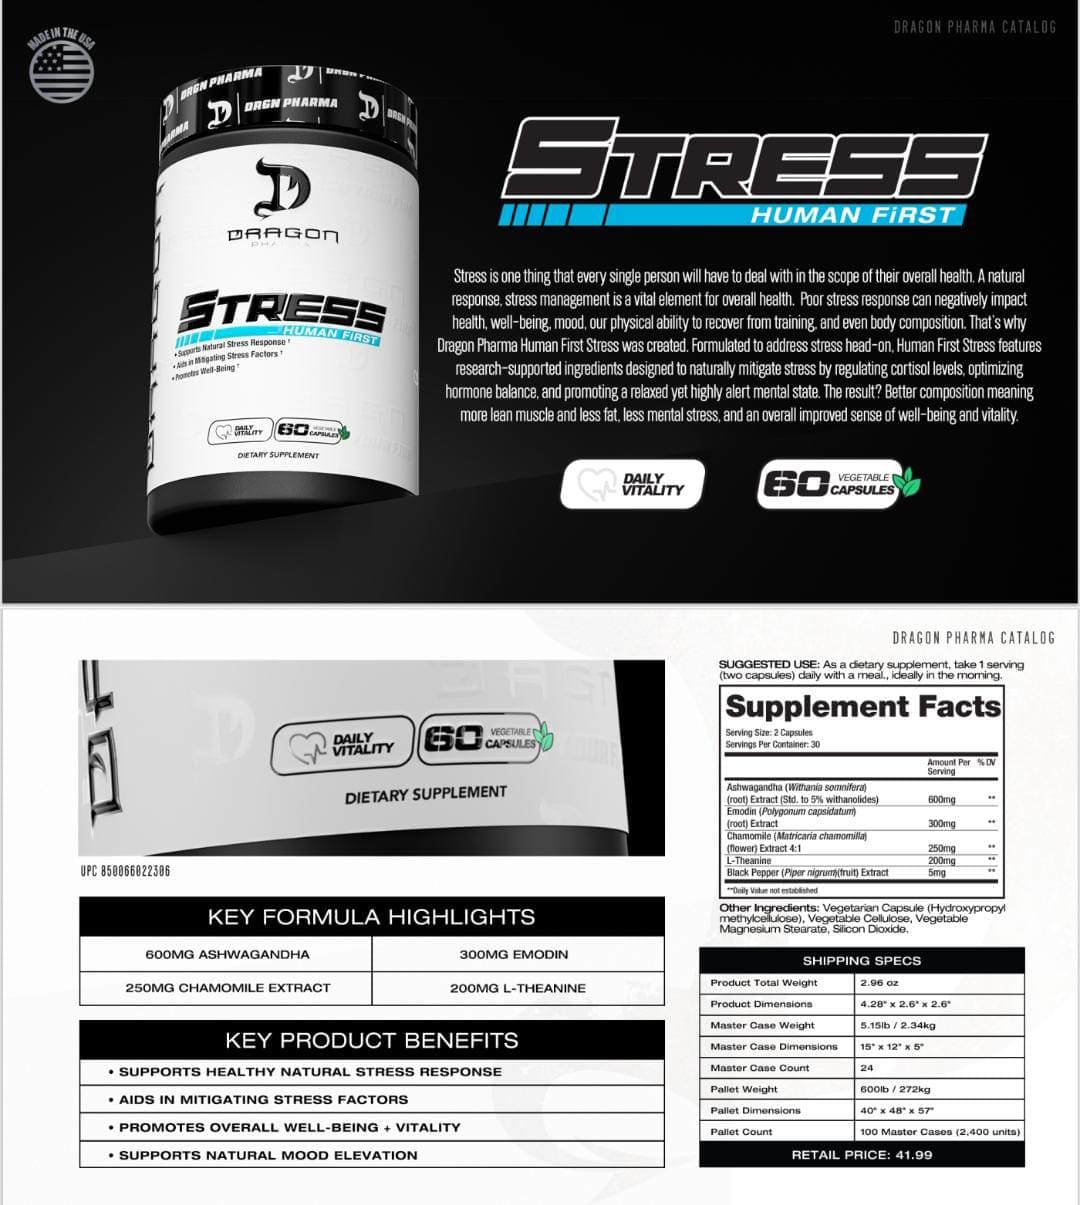 MADE IN THE USA
DRAGON PHARMA CATALOG
DRGN PHARMA
DRGN PHARMA
DRAGON
PHARMA
STRESS
HUMAN FiRST
• Supports Natural Stress Response †
• Aids in Mitigating Stress Factors †
• Promotes Well-Being †
DAILY
VITALITY
60 VEGETABLE
CAPSULES
DIETARY SUPPLEMENT
STRESS
HUMAN FiRST
Stress is one thing that every single person will have to deal with in the scope of their overall health. A natural
response, stress management is a vital element for overall health. Poor stress response can negatively impact
health, well-being, mood, our physical ability to recover from training, and even body composition. That's why
Dragon Pharma Human First Stress was created. Formulated to address stress head-on, Human First Stress features
research-supported ingredients designed to naturally mitigate stress by regulating cortisol levels, optimizing
hormone balance, and promoting a relaxed yet highly alert mental state. The result? Better composition meaning
more lean muscle and less fat, less mental stress, and an overall improved sense of well-being and vitality.
DAILY
VITALITY
60 VEGETABLE
CAPSULES
DRAGON PHARMA CATALOG
DAILY
VITALITY
60 VEGETABLE
CAPSULES
DIETARY SUPPLEMENT
UPC 850066022306
KEY FORMULA HIGHLIGHTS
600MG ASHWAGANDHA 300MG EMODIN
250MG CHAMOMILE EXTRACT 200MG L-THEANINE
KEY PRODUCT BENEFITS
• SUPPORTS HEALTHY NATURAL STRESS RESPONSE
• AIDS IN MITIGATING STRESS FACTORS
• PROMOTES OVERALL WELL-BEING + VITALITY
• SUPPORTS NATURAL MOOD ELEVATION
SUGGESTED USE: As a dietary supplement, take 1 serving
(two capsules) daily with a meal., ideally in the morning.
Supplement Facts
Serving Size: 2 Capsules
Servings Per Container: 30
Amount Per % DV
Serving
Ashwagandha (Withania somnifera)
(root) Extract (Std. to 5% withanolides) 600mg **
Emodin (Polygonum capsidatum)
(root) Extract 300mg **
Chamomile (Matricaria chamomilla)
(flower) Extract 4:1 250mg **
L-Theanine 200mg **
Black Pepper (Piper nigrum)(fruit) Extract 5mg **
**Daily Value not established
Other Ingredients: Vegetarian Capsule (Hydroxypropyl
methylcellulose), Vegetable Cellulose, Vegetable
Magnesium Stearate, Silicon Dioxide.
SHIPPING SPECS
Product Total Weight 2.96 oz
Product Dimensions 4.28" x 2.6" x 2.6"
Master Case Weight 5.15lb / 2.34kg
Master Case Dimensions 15" x 12" x 5"
Master Case Count 24
Pallet Weight 600lb / 272kg
Pallet Dimensions 40" x 48" x 57"
Pallet Count 100 Master Cases (2,400 units)
RETAIL PRICE: 41.99